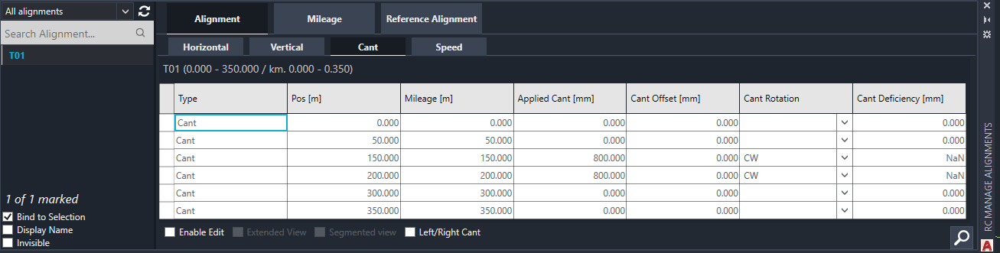 All alignments
Search Alignment...
T01
1 of 1 marked
Bind to Selection
Display Name
Invisible
Alignment Mileage Reference Alignment
Horizontal Vertical Cant Speed
T01 (0.000 - 350.000 / km. 0.000 - 0.350)
Type Pos [m] Mileage [m] Applied Cant [mm] Cant Offset [mm] Cant Rotation Cant Deficiency [mm]
Cant 0.000 0.000 0.000 0.000 0.000
Cant 50.000 50.000 0.000 0.000 0.000
Cant 150.000 150.000 800.000 0.000 CW NaN
Cant 200.000 200.000 800.000 0.000 CW NaN
Cant 300.000 300.000 0.000 0.000 0.000
Cant 350.000 350.000 0.000 0.000 0.000
Enable Edit Extended View Segmented view Left/Right Cant
RC MANAGE ALIGNMENTS
A